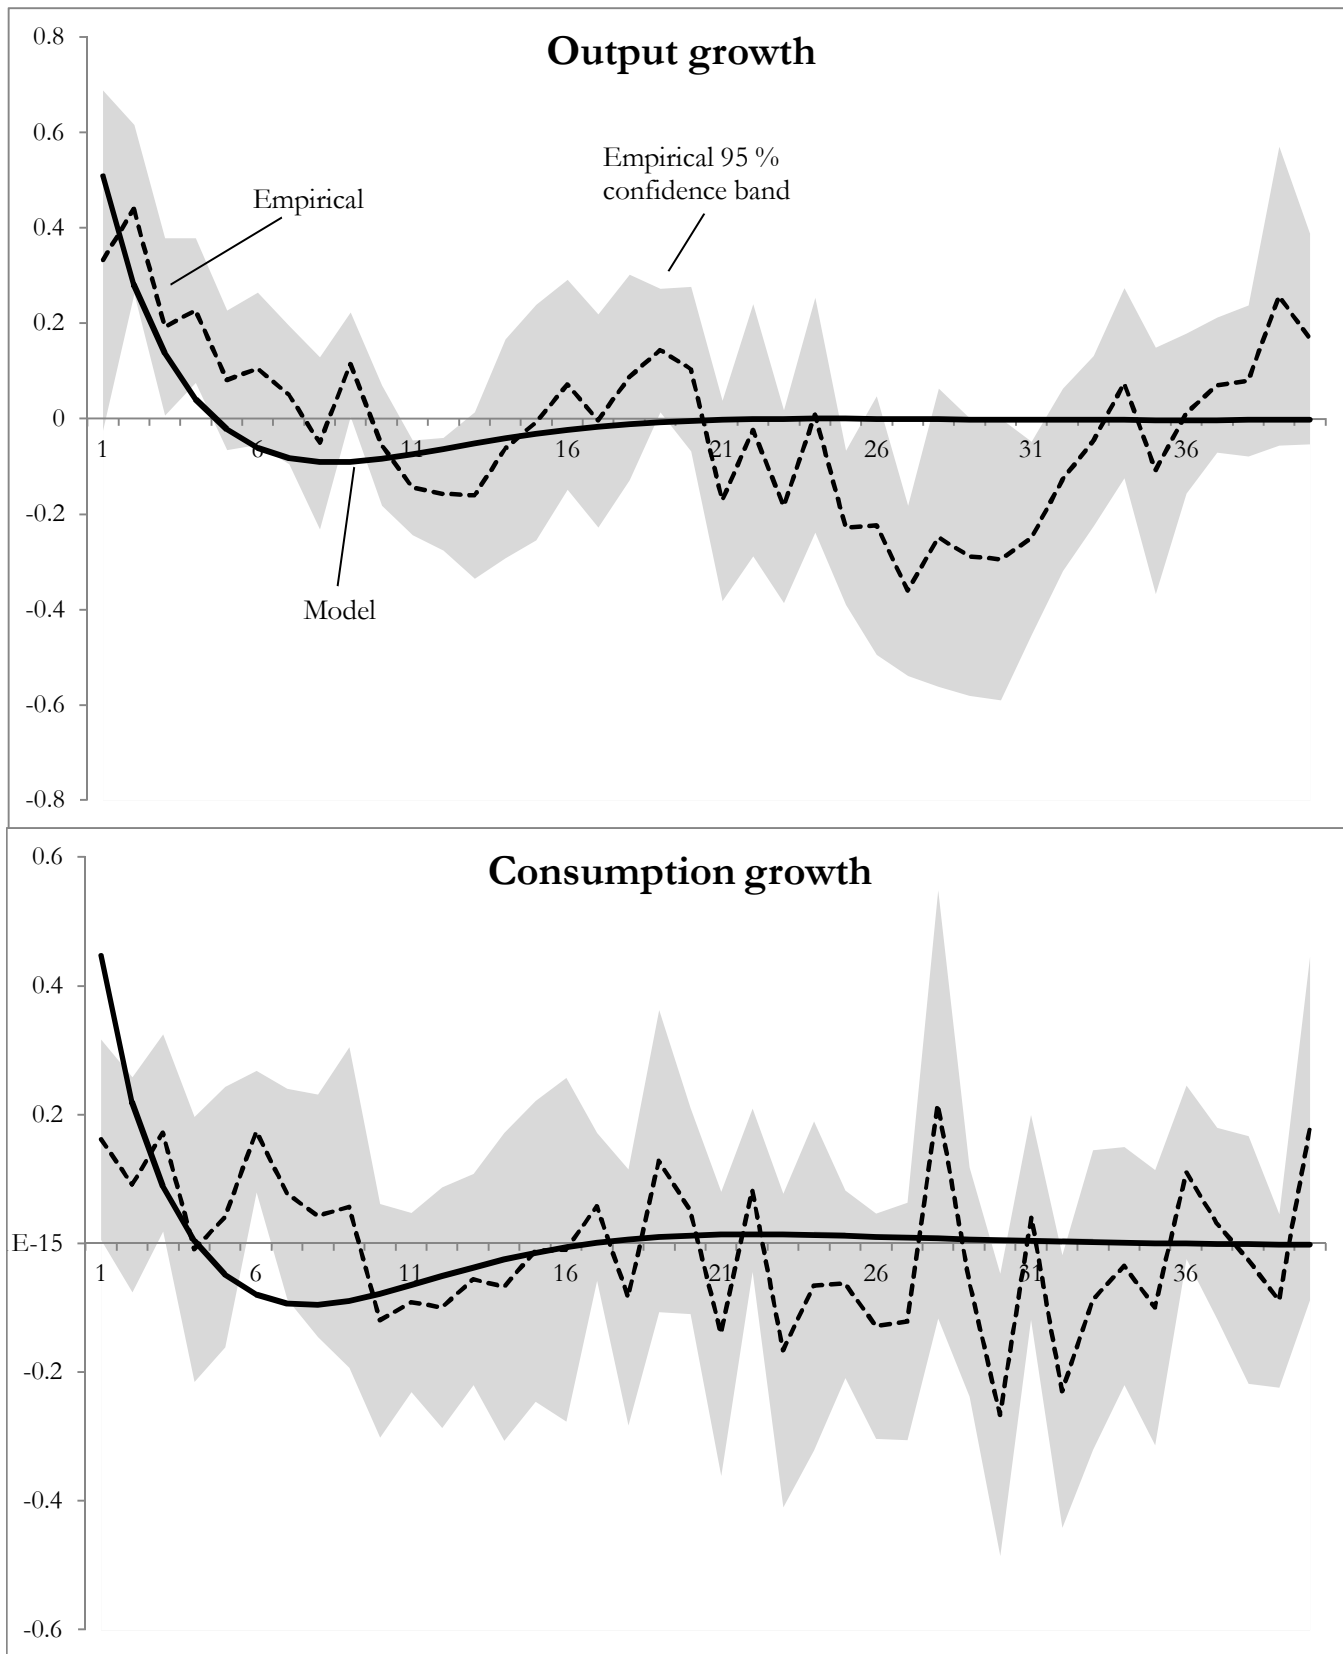 Output growth
0.8
0.6
0.4
0.2
0
-0.2
-0.4
-0.6
-0.8
Empirical
Empirical 95 %
confidence band
Model
1 6 11 16 21 26 31 36
Consumption growth
0.6
0.4
0.2
E-15
-0.2
-0.4
-0.6
1 6 11 16 21 26 31 36